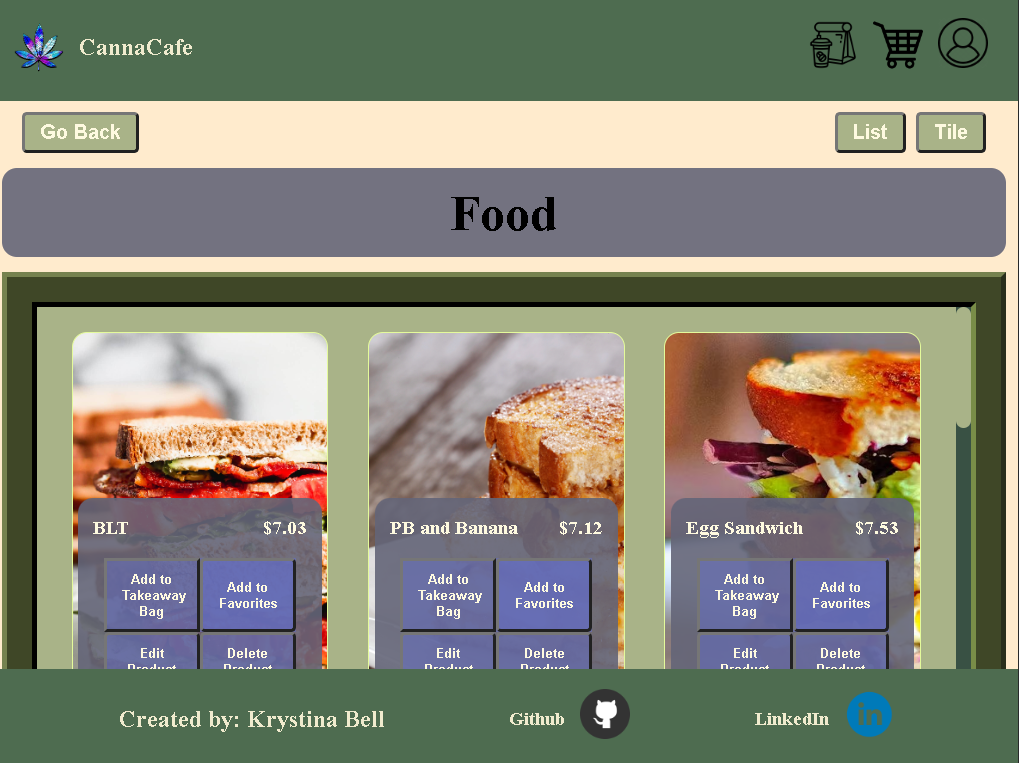 CannaCafe
Go Back
List
Tile
Food
BLT $7.03
Add to
Takeaway
Bag
Add to
Favorites
Edit
Product
Delete
Product
PB and Banana $7.12
Add to
Takeaway
Bag
Add to
Favorites
Edit
Product
Delete
Product
Egg Sandwich $7.53
Add to
Takeaway
Bag
Add to
Favorites
Edit
Product
Delete
Product
Created by: Krystina Bell
Github
LinkedIn
in